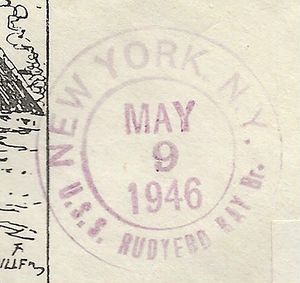 NEW YORK, N.Y.
MAY
9
1946
U.S.S. RUDYERD BAY Br.